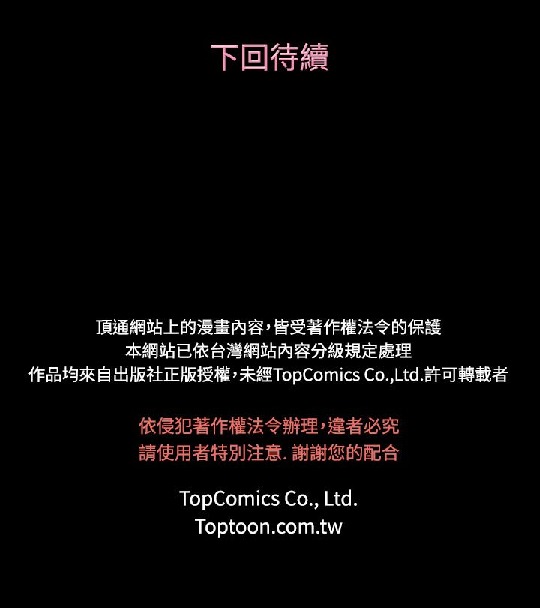 下回待續
頂通網站上的漫畫內容,皆受著作權法令的保護
本網站已依台灣網站內容分級規定處理
作品均來自出版社正版授權,未經TopComics Co.,Ltd.許可轉載者
依侵犯著作權法令辦理,違者必究
請使用者特別注意. 謝謝您的配合
TopComics Co., Ltd.
Toptoon.com.tw